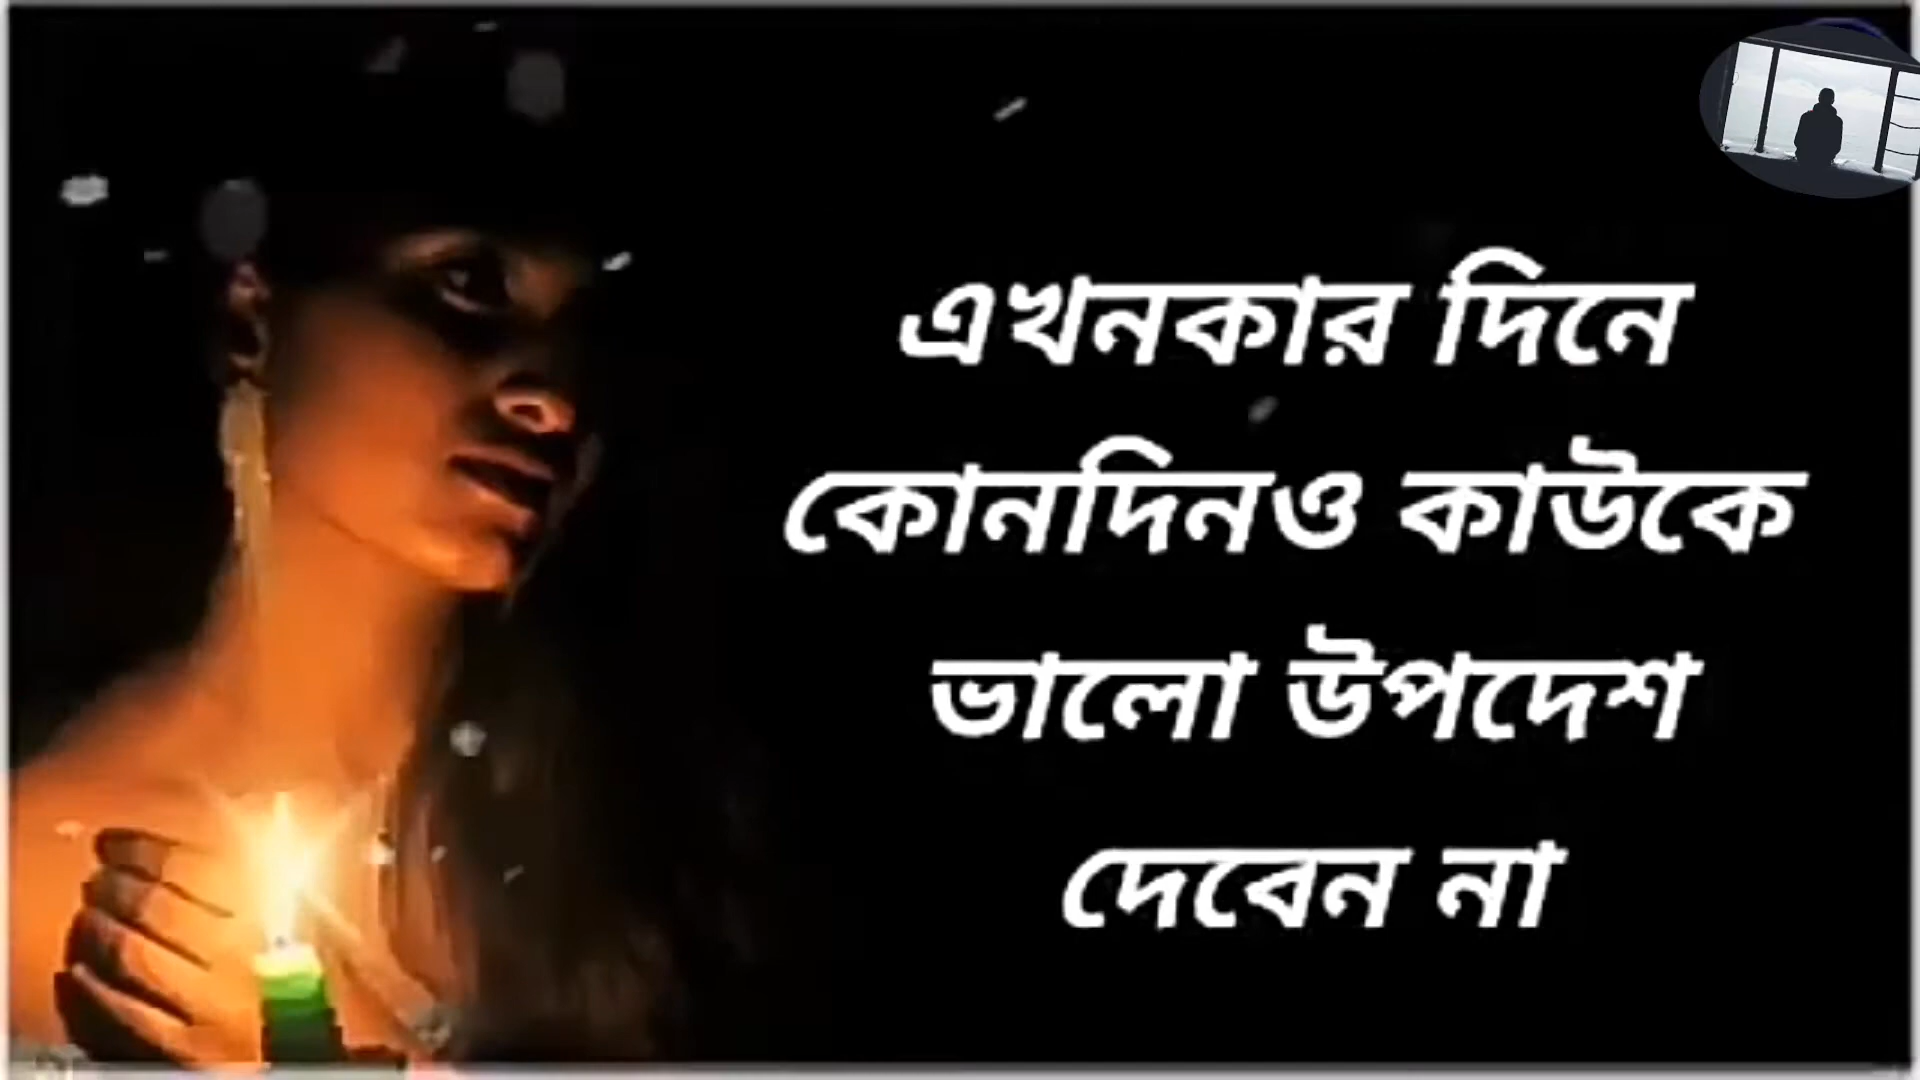 এখনকার দিনে
কোনদিনও কাউকে
ভালো উপদেশ
দেবেন না